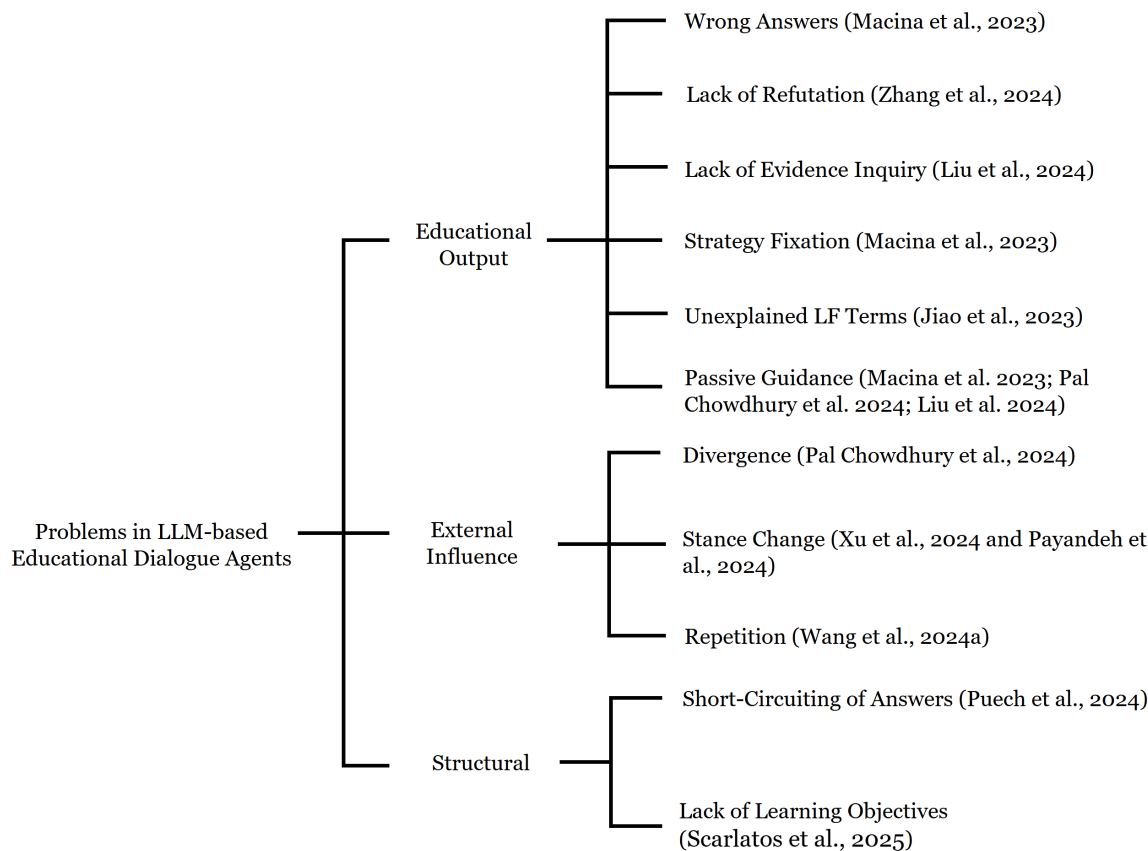 Problems in LLM-based
Educational Dialogue Agents
Educational
Output
Wrong Answers (Macina et al., 2023)
Lack of Refutation (Zhang et al., 2024)
Lack of Evidence Inquiry (Liu et al., 2024)
Strategy Fixation (Macina et al., 2023)
Unexplained LF Terms (Jiao et al., 2023)
Passive Guidance (Macina et al. 2023; Pal
Chowdhury et al. 2024; Liu et al. 2024)
External
Influence
Divergence (Pal Chowdhury et al., 2024)
Stance Change (Xu et al., 2024 and Payandeh et
al., 2024)
Repetition (Wang et al., 2024a)
Structural
Short-Circuiting of Answers (Puech et al., 2024)
Lack of Learning Objectives
(Scarlatos et al., 2025)